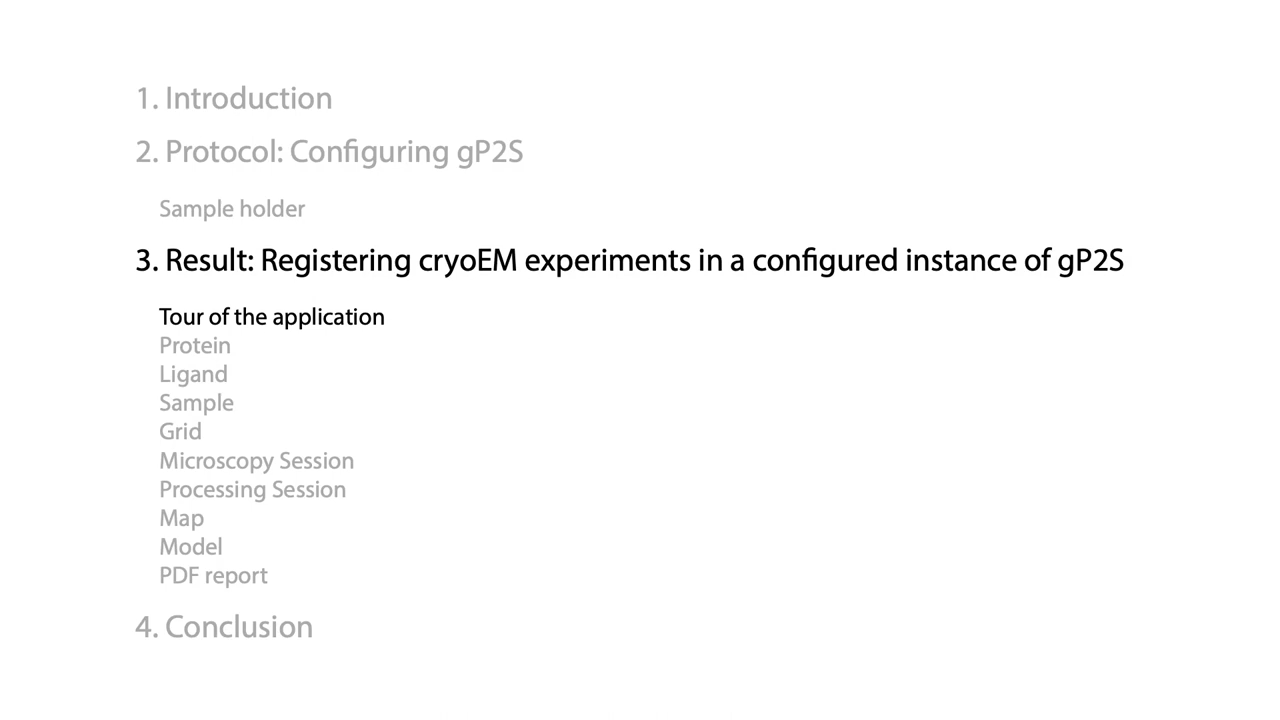 1. Introduction
2. Protocol: Configuring gP2S
Sample holder
3. Result: Registering cryoEM experiments in a configured instance of gP2S
Tour of the application
Protein
Ligand
Sample
Grid
Microscopy Session
Processing Session
Map
Model
PDF report
4. Conclusion